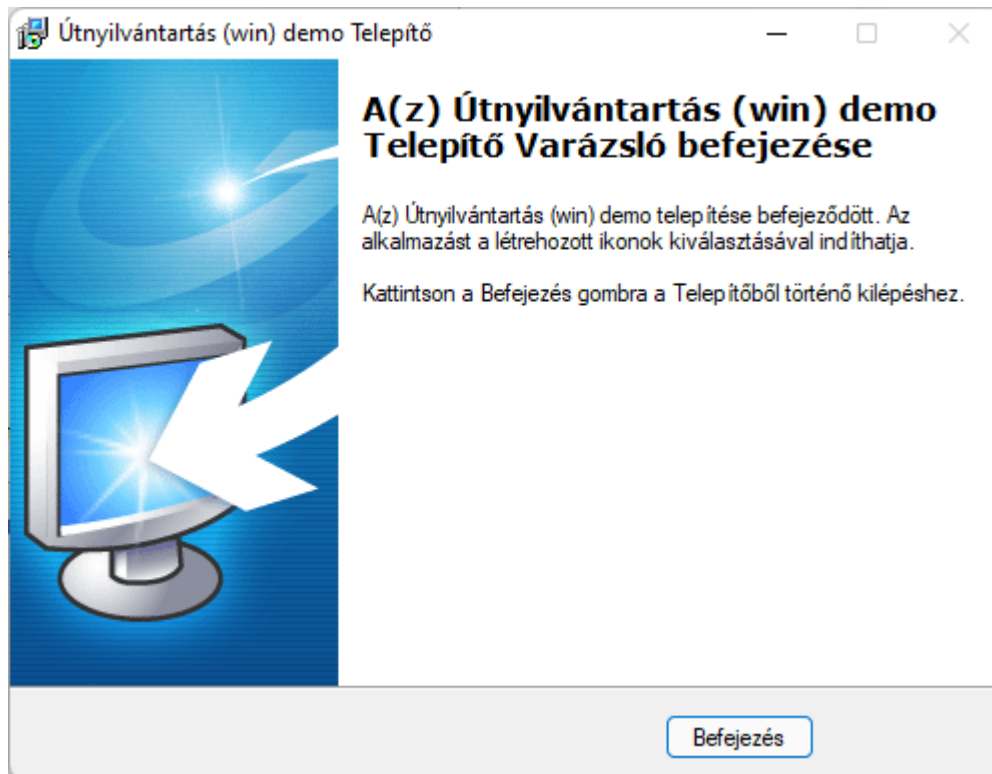 Útnyilvántartás (win) demo Telepítő
A(z) Útnyilvántartás (win) demo
Telepítő Varázsló befejezése
A(z) Útnyilvántartás (win) demo telepítése befejeződött. Az
alkalmazást a létrehozott ikonok kiválasztásával indíthatja.
Kattintson a Befejezés gombra a Telepítőből történő kilépéshez.
Befejezés